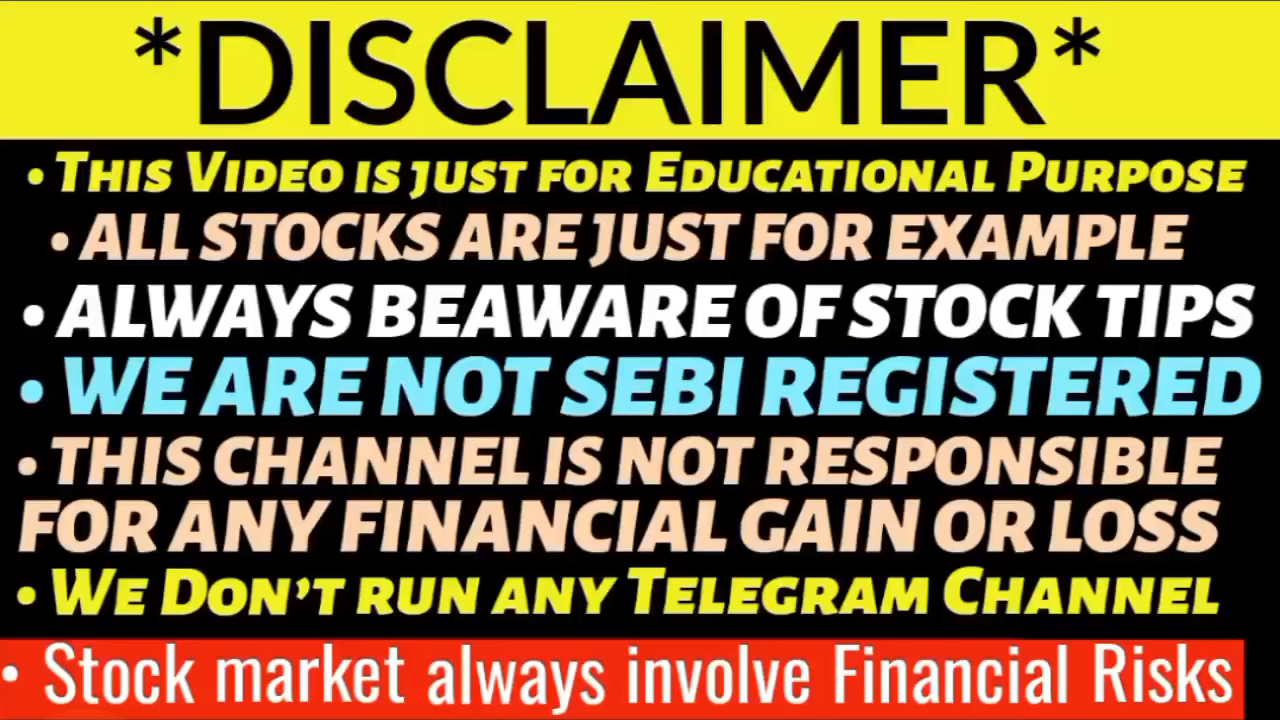 *DISCLAIMER*
• This Video is just for Educational Purpose
• ALL STOCKS ARE JUST FOR EXAMPLE
• ALWAYS BEAWARE OF STOCK TIPS
• WE ARE NOT SEBI REGISTERED
• THIS CHANNEL IS NOT RESPONSIBLE
FOR ANY FINANCIAL GAIN OR LOSS
• We Don't run any Telegram Channel
• Stock market always involve Financial Risks